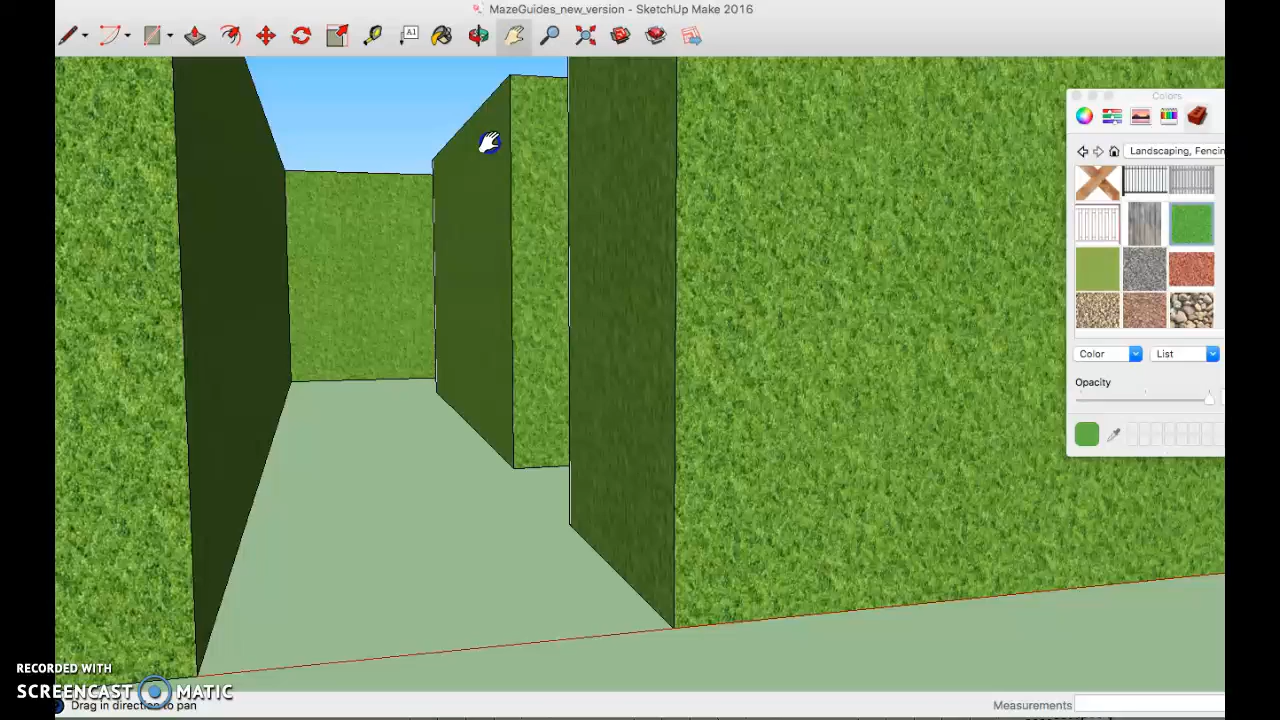 MazeGuides_new_version - SketchUp Make 2016
A1
Colors
Landscaping, Fencin
Color
List
Opacity
RECORDED WITH
SCREENCAST MATIC
Drag in direction to pan
Measurements